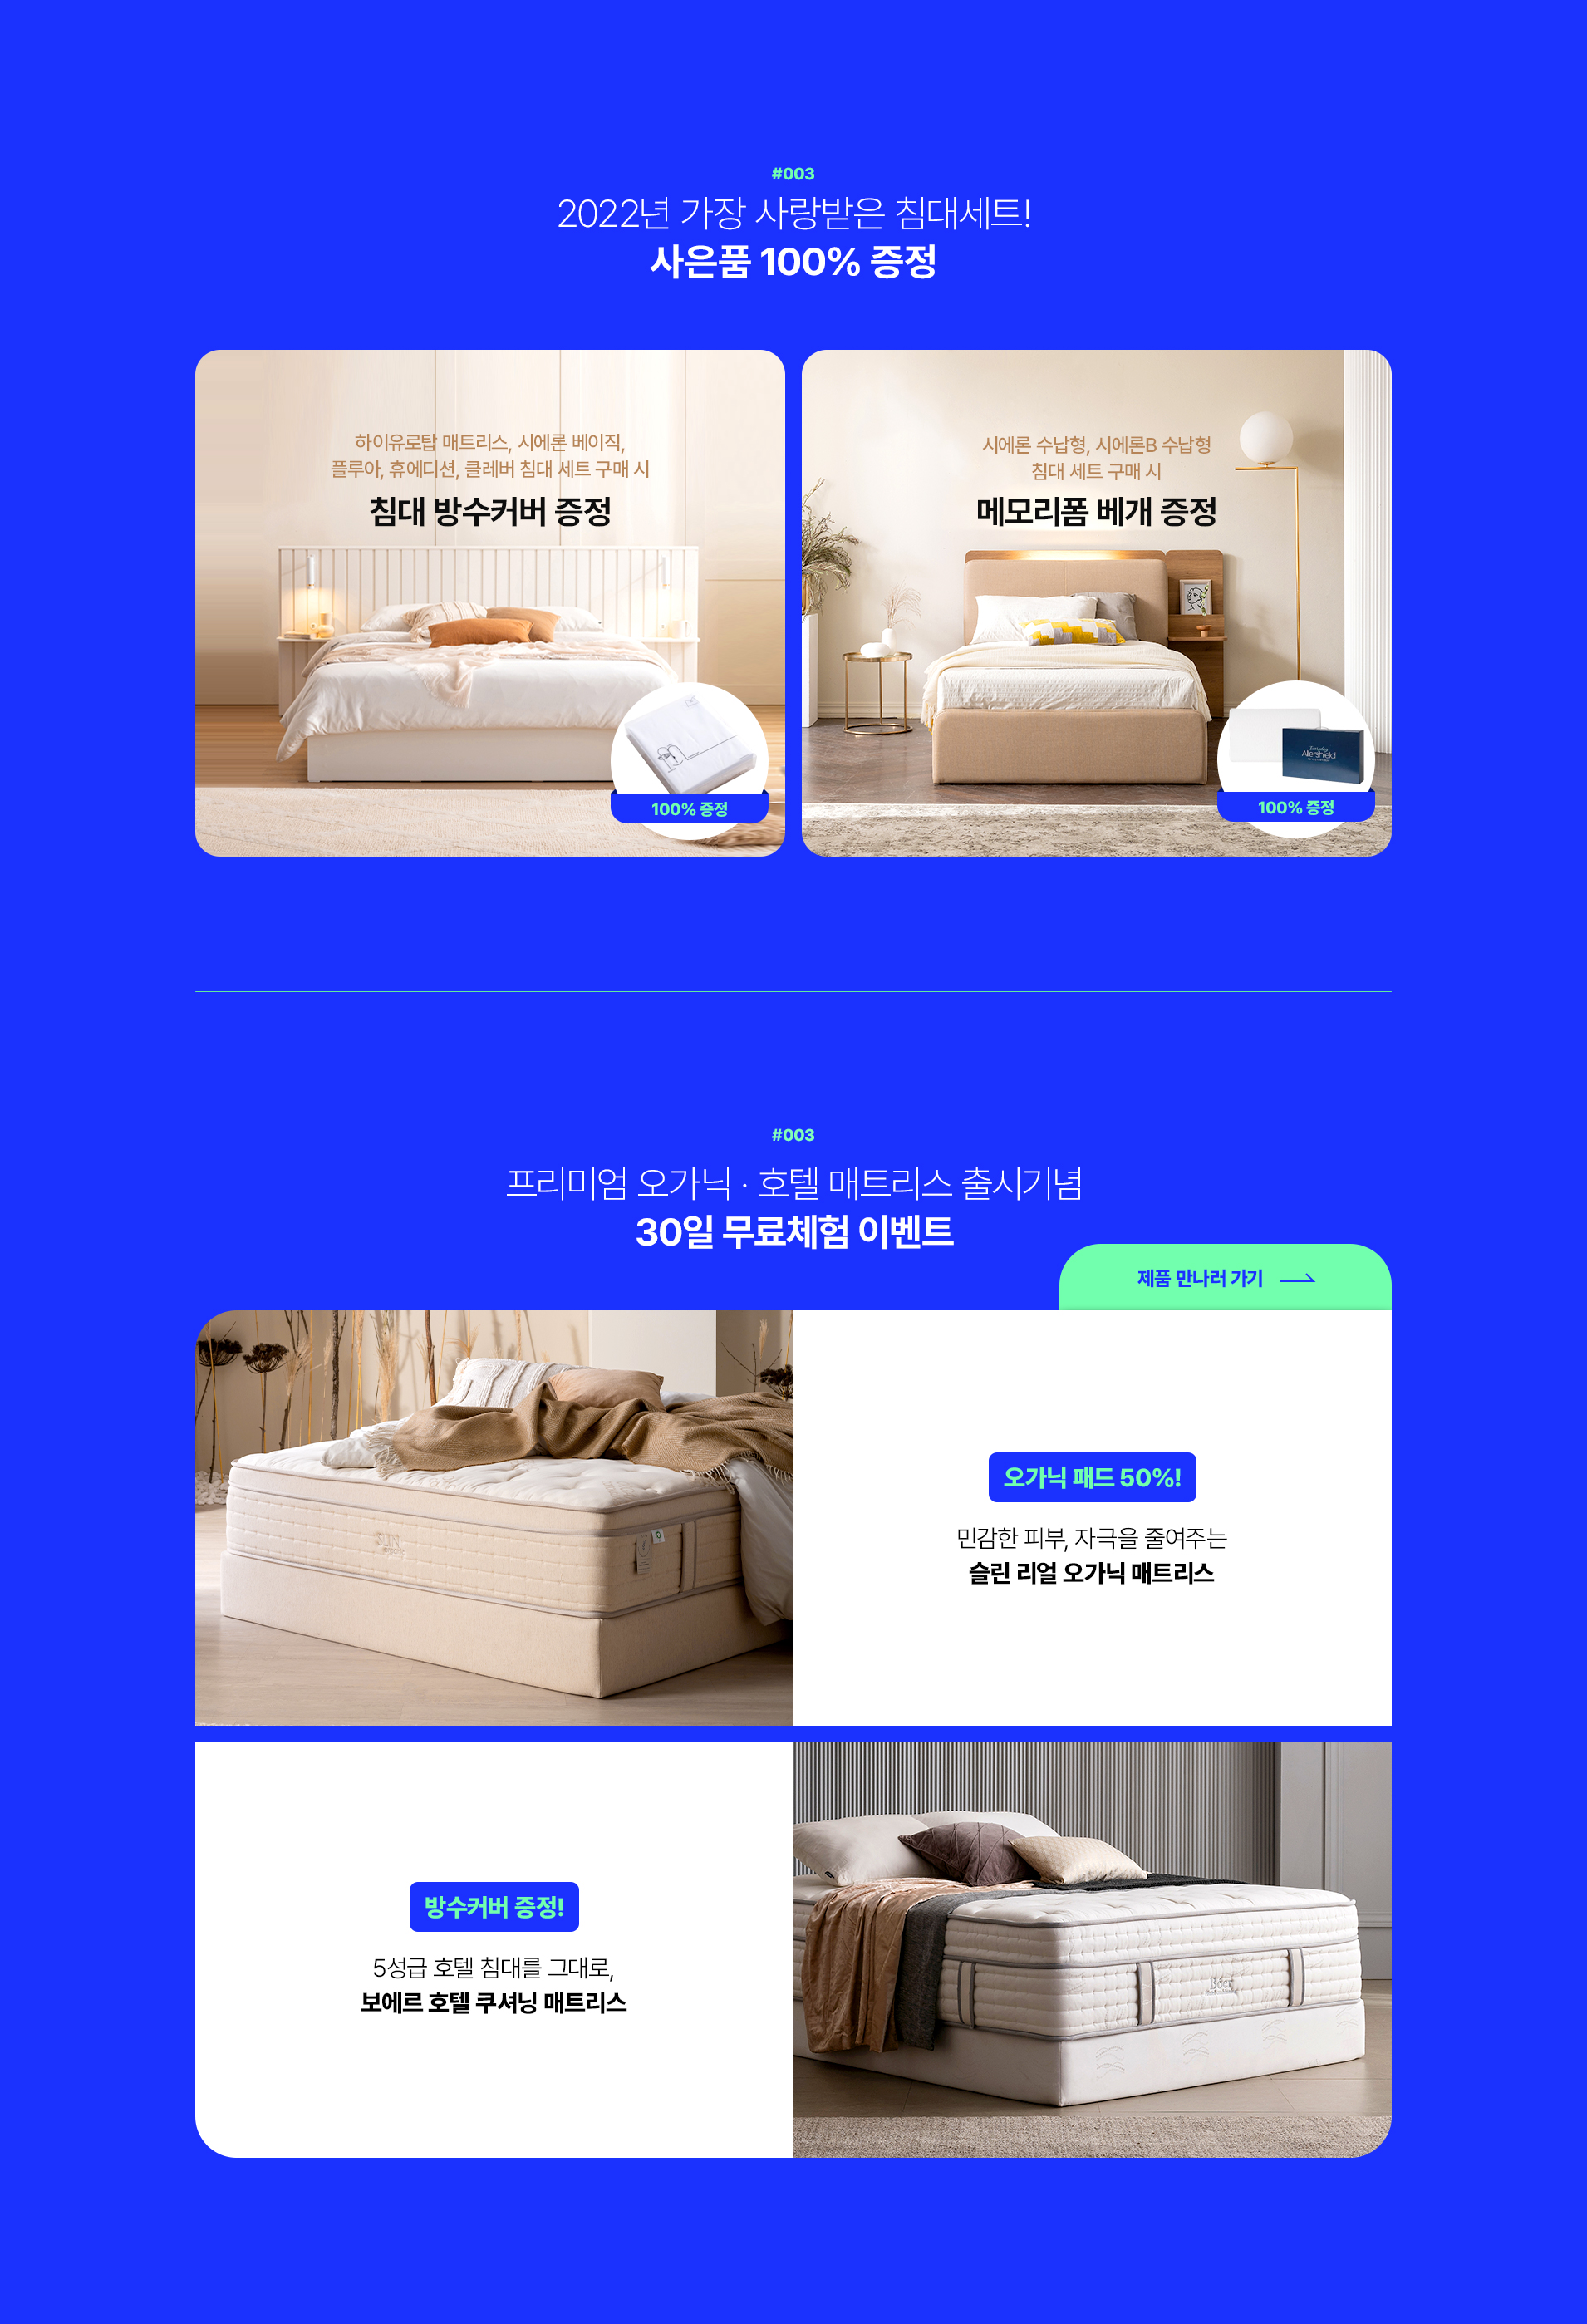 #003
2022년 가장 사랑받은 침대세트!
사은품 100% 증정
하이유로탑 매트리스, 시에론 베이직,
플루아, 휴에디션, 클레버 침대 세트 구매 시
침대 방수커버 증정
100% 증정
시에론 수납형, 시에론B 수납형
침대 세트 구매 시
메모리폼 베개 증정
Allershield
100% 증정
#003
프리미엄 오가닉 · 호텔 매트리스 출시기념
30일 무료체험 이벤트
제품 만나러 가기
오가닉 패드 50%!
민감한 피부, 자극을 줄여주는
슬린 리얼 오가닉 매트리스
방수커버 증정!
5성급 호텔 침대를 그대로,
보에르 호텔 쿠셔닝 매트리스